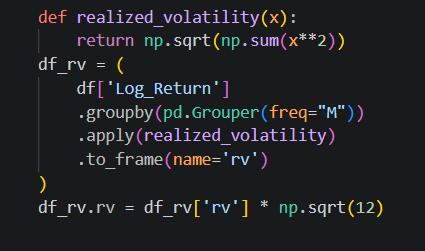 def realized_volatility(x):
    return np.sqrt(np.sum(x**2))
df_rv = (
    df['Log_Return']
    .groupby(pd.Grouper(freq="M"))
    .apply(realized_volatility)
    .to_frame(name='rv')
)
df_rv.rv = df_rv['rv'] * np.sqrt(12)